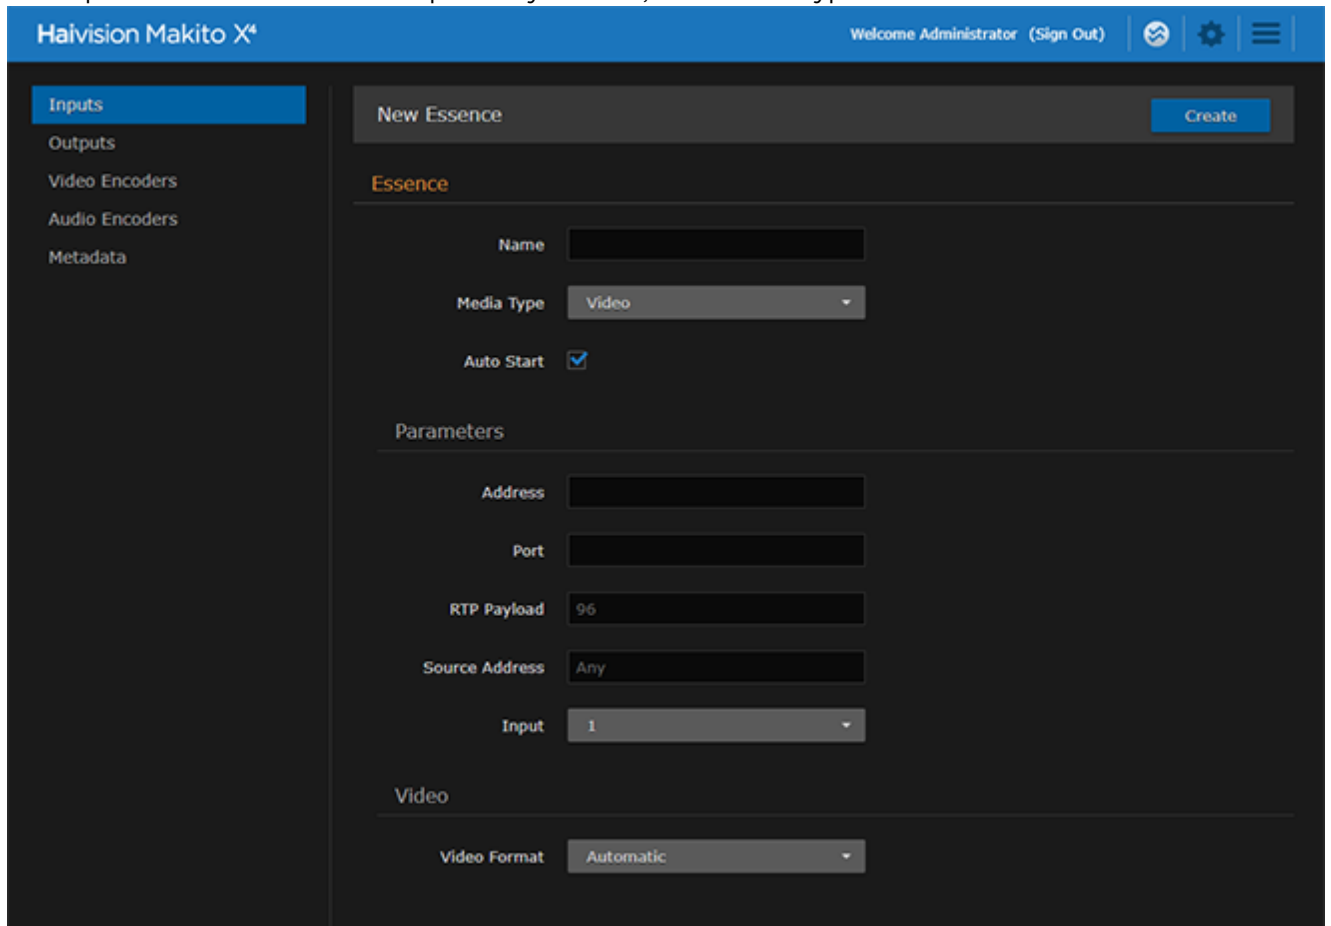 Haivision Makito X⁴
Welcome Administrator (Sign Out)
Inputs
Outputs
Video Encoders
Audio Encoders
Metadata
New Essence
Create
Essence
Name
Media Type Video
Auto Start
Parameters
Address
Port
RTP Payload 96
Source Address Any
Input 1
Video
Video Format Automatic